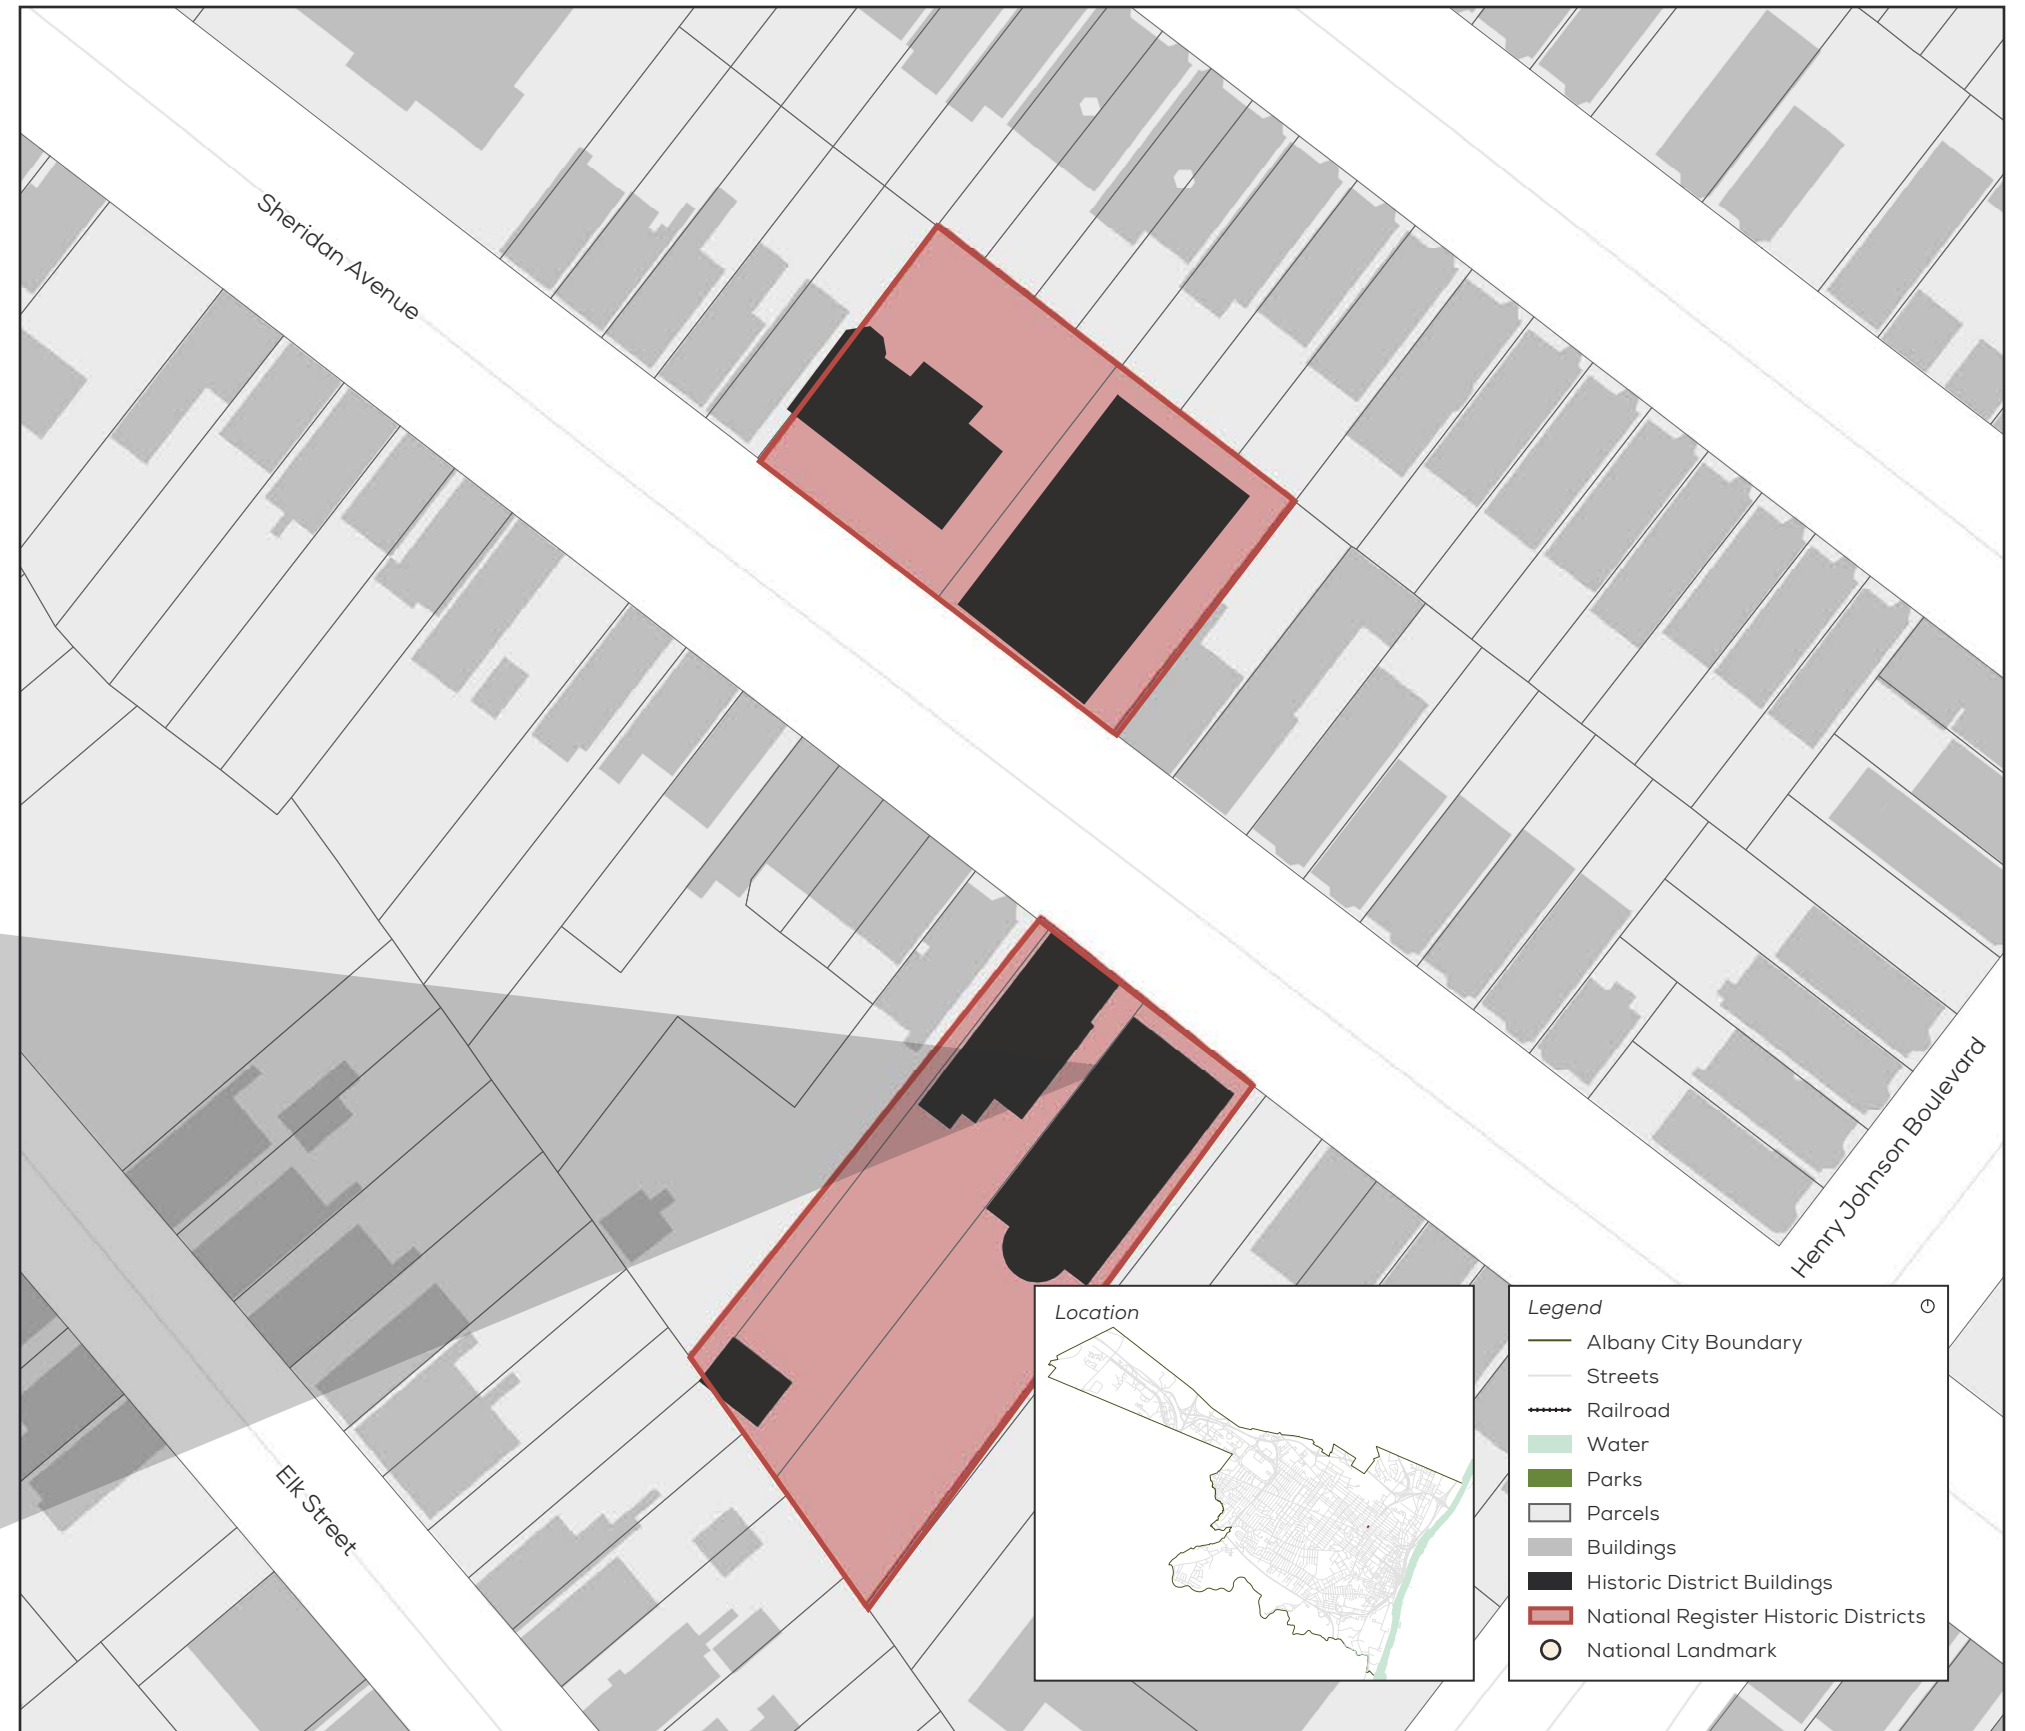 Sheridan Avenue
Henry Johnson Boulevard
Elk Street
Location
Legend
Albany City Boundary
Streets
Railroad
Water
Parks
Parcels
Buildings
Historic District Buildings
National Register Historic Districts
National Landmark